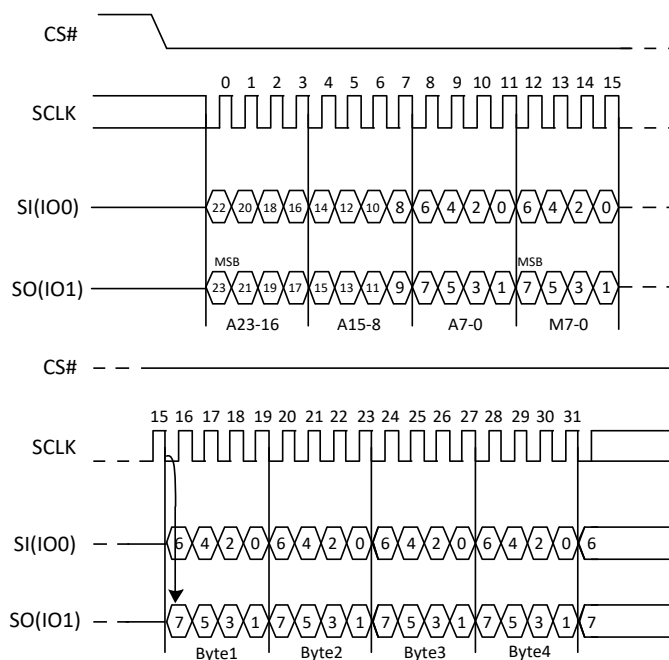 CS#
0 1 2 3 4 5 6 7 8 9 10 11 12 13 14 15
SCLK
SI(IO0) 22 20 18 16 14 12 10 8 6 4 2 0 6 4 2 0
MSB MSB
SO(IO1) 23 21 19 17 15 13 11 9 7 5 3 1 7 5 3 1
A23-16 A15-8 A7-0 M7-0
CS#
15 16 17 18 19 20 21 22 23 24 25 26 27 28 29 30 31
SCLK
SI(IO0) 6 4 2 0 6 4 2 0 6 4 2 0 6 4 2 0 6
SO(IO1) 7 5 3 1 7 5 3 1 7 5 3 1 7 5 3 1 7
Byte1 Byte2 Byte3 Byte4